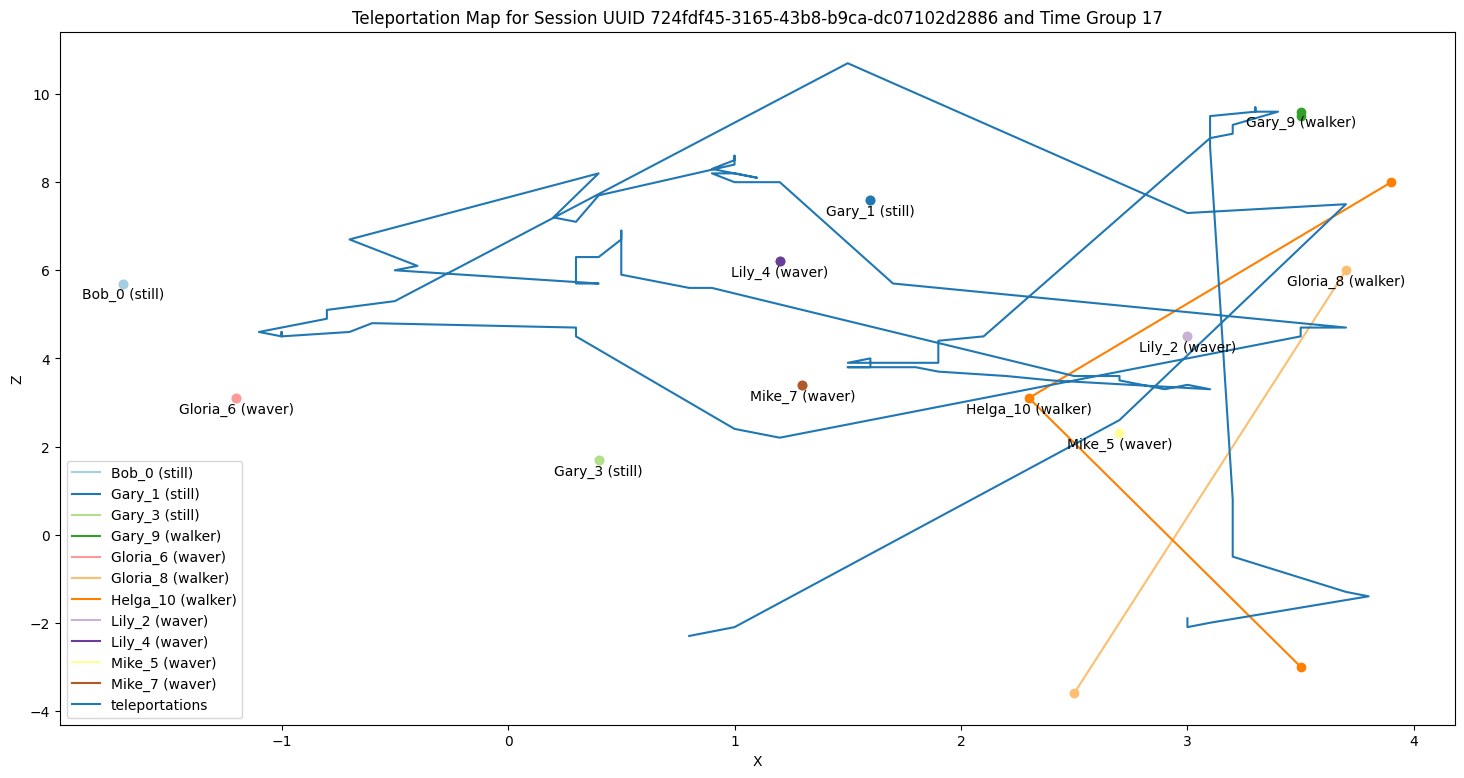 Teleportation Map for Session UUID 724fdf45-3165-43b8-b9ca-dc07102d2886 and Time Group 17
Z
10
8
6
4
2
0
−2
−4
Gary_9 (walker)
Gary_1 (still)
Lily_4 (waver)
Gloria_8 (walker)
Bob_0 (still)
Lily_2 (waver)
Mike_7 (waver)
Gloria_6 (waver)
Helga_10 (walker)
Mike_5 (waver)
Gary_3 (still)
Bob_0 (still)
Gary_1 (still)
Gary_3 (still)
Gary_9 (walker)
Gloria_6 (waver)
Gloria_8 (walker)
Helga_10 (walker)
Lily_2 (waver)
Lily_4 (waver)
Mike_5 (waver)
Mike_7 (waver)
teleportations
−1
0
1
2
3
4
X